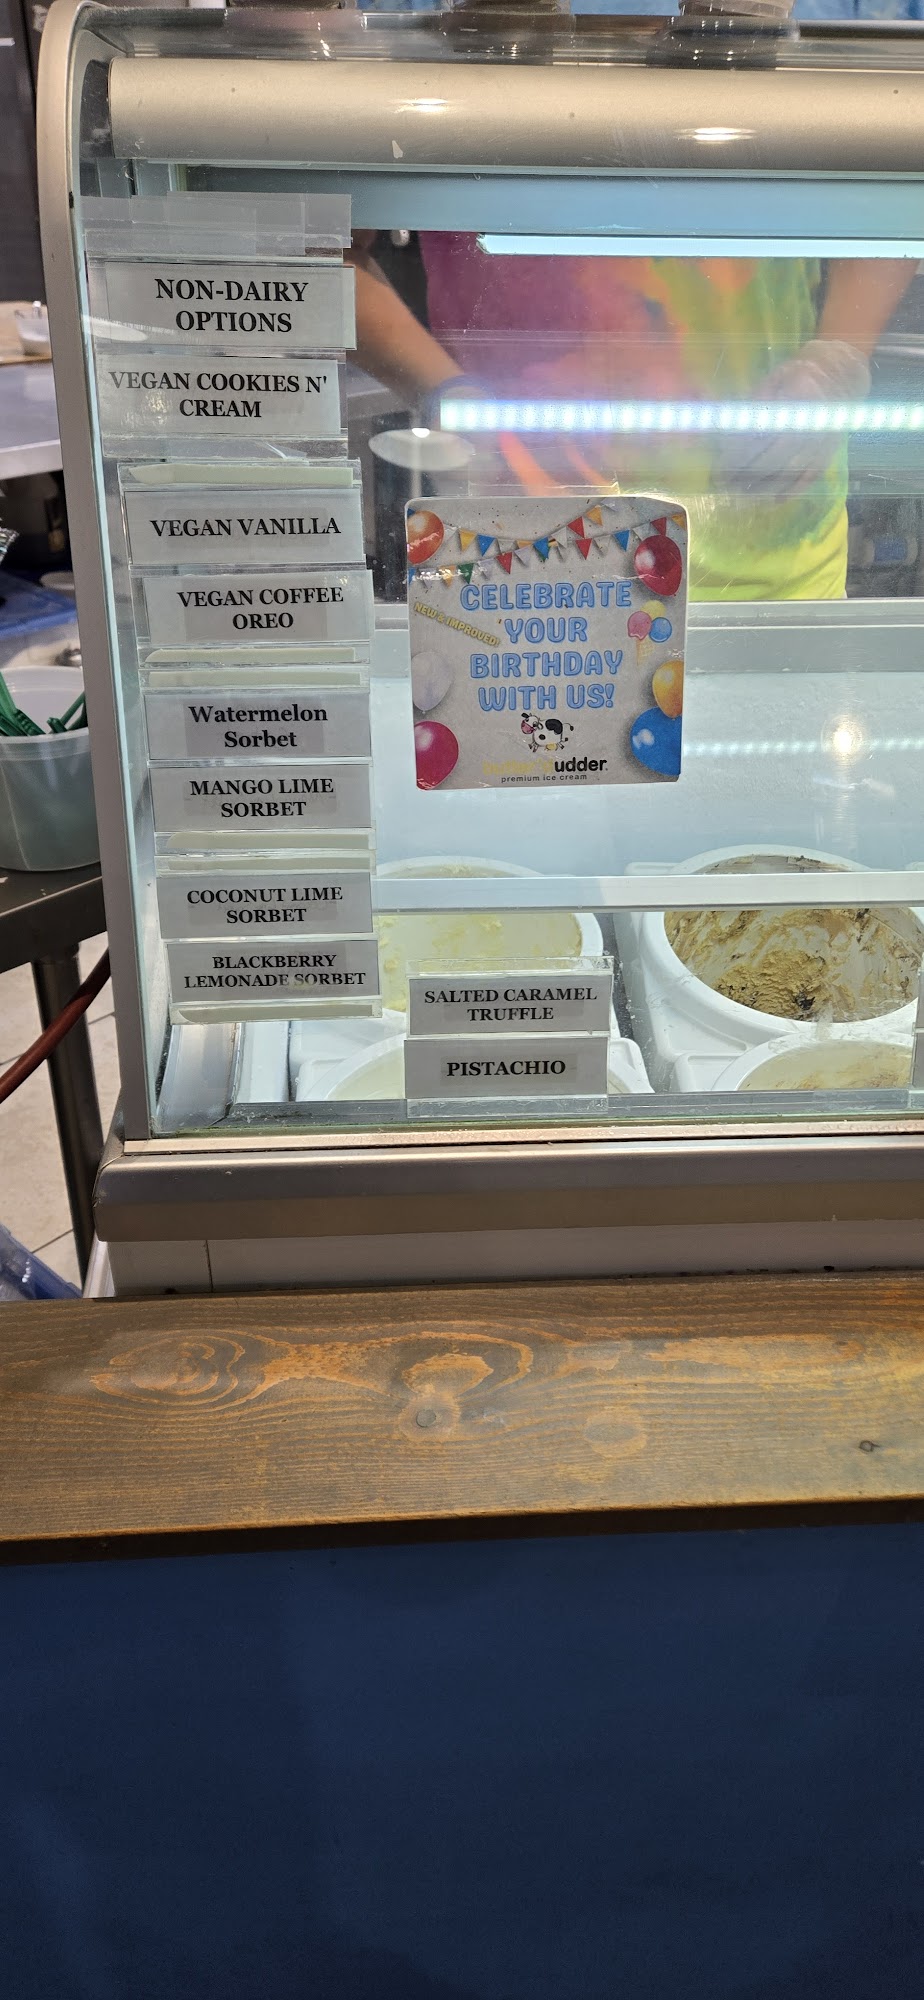 NON-DAIRY
OPTIONS
VEGAN COOKIES N'
CREAM
VEGAN VANILLA
VEGAN COFFEE
OREO
Watermelon
Sorbet
MANGO LIME
SORBET
COCONUT LIME
SORBET
BLACKBERRY
LEMONADE SORBET
NEW & IMPROVED!
CELEBRATE
YOUR
BIRTHDAY
WITH US!
udder
premium ice cream
SALTED CARAMEL
TRUFFLE
PISTACHIO